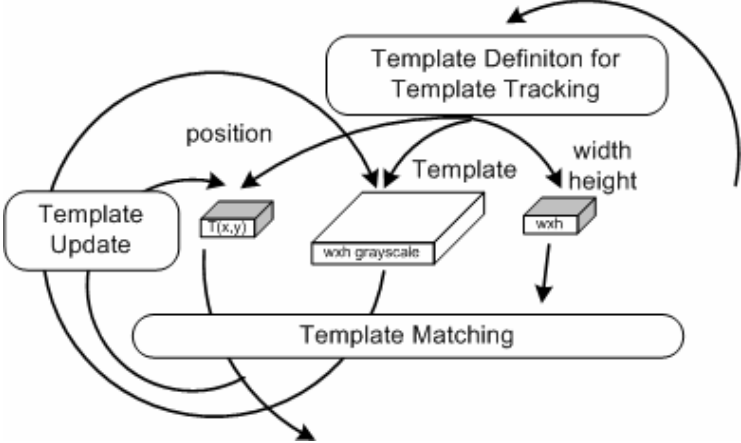 Template Definiton for
Template Tracking
position
width
height
Template
Template
Update
T(x,y)
wxh grayscale
wxh
Template Matching